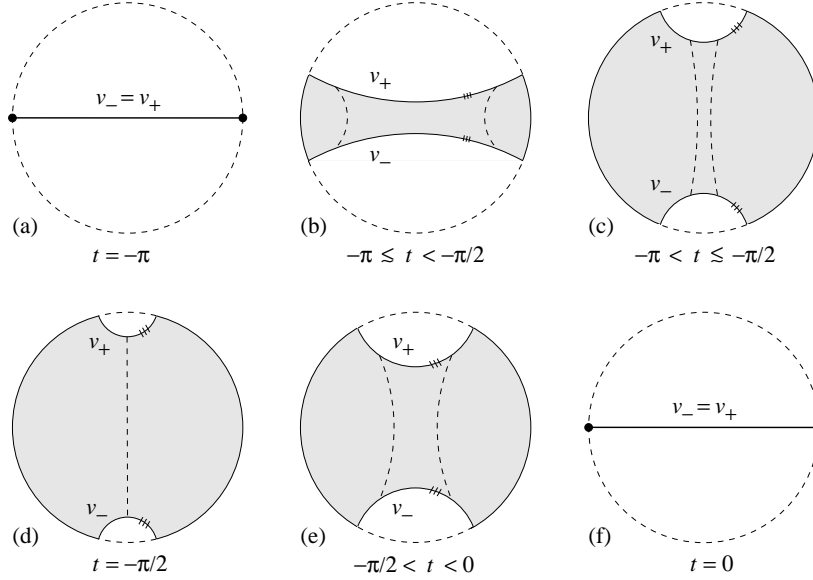 v₋ = v₊
(a)
t = −π
v₊
v₋
(b)
−π ≲ t < −π/2
v₊
v₋
(c)
−π < t ≲ −π/2
v₊
v₋
(d)
t = −π/2
v₊
v₋
(e)
−π/2 < t < 0
v₋ = v₊
(f)
t = 0